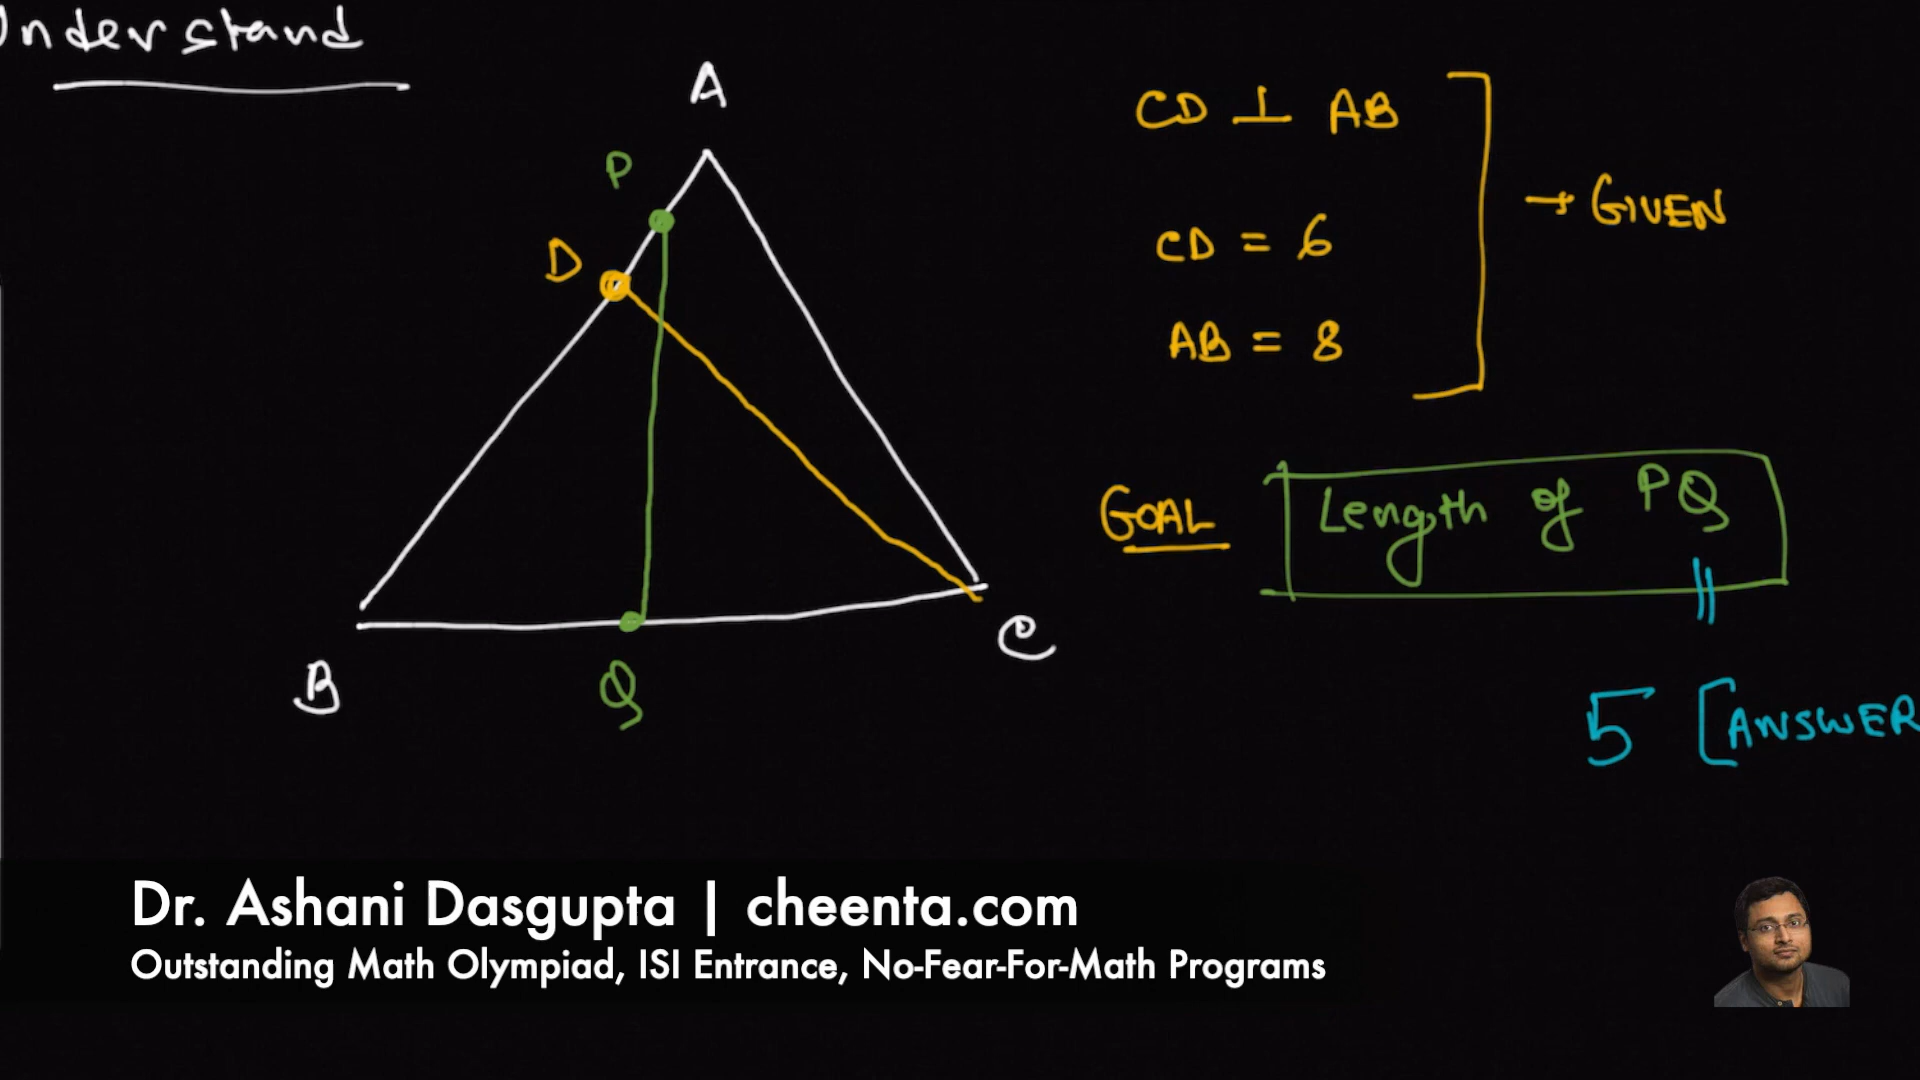 Understand
A
P
D
B
Q
C
CD ⊥ AB
CD = 6
AB = 8
→ GIVEN
GOAL
Length of PQ
5 [ANSWER
Dr. Ashani Dasgupta | cheenta.com
Outstanding Math Olympiad, ISI Entrance, No-Fear-For-Math Programs